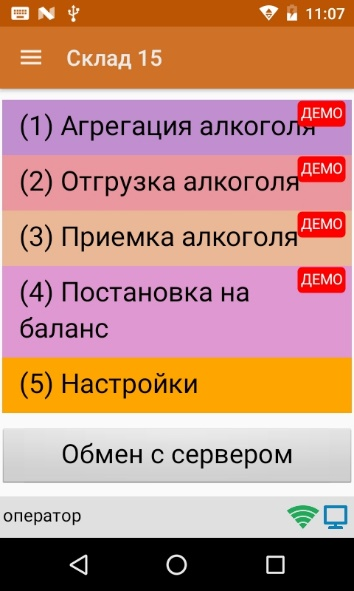 11:07
Склад 15
ДЕМО
(1) Агрегация алкоголя
ДЕМО
(2) Отгрузка алкоголя
ДЕМО
(3) Приемка алкоголя
ДЕМО
(4) Постановка на
баланс
(5) Настройки
Обмен с сервером
оператор